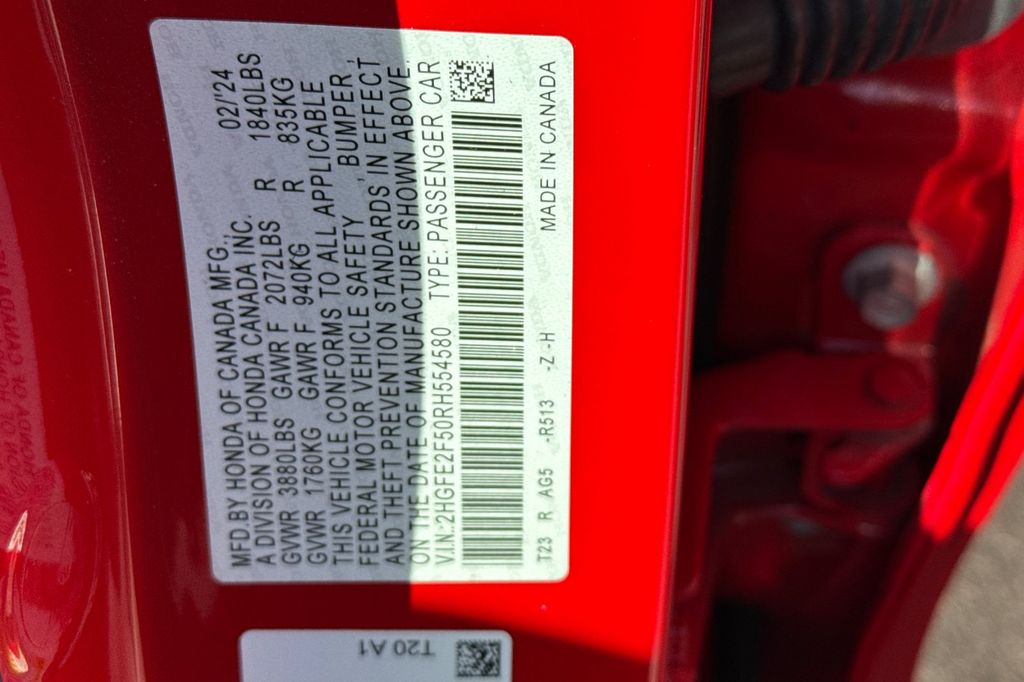 MFD.BY HONDA OF CANADA MFG., 02/'24
A DIVISION OF HONDA CANADA INC.
GVWR 3880LBS GAWR F 2072LBS R 1840LBS
GVWR 1760KG GAWR F 940KG R 835KG
THIS VEHICLE CONFORMS TO ALL APPLICABLE
FEDERAL MOTOR VEHICLE SAFETY , BUMPER ,
AND THEFT PREVENTION STANDARDS IN EFFECT
ON THE DATE OF MANUFACTURE SHOWN ABOVE.
V.I.N.:2HGFE2F50RH554580 TYPE: PASSENGER CAR
T23 R AG5 -R513 -Z -H MADE IN CANADA
T20 A1